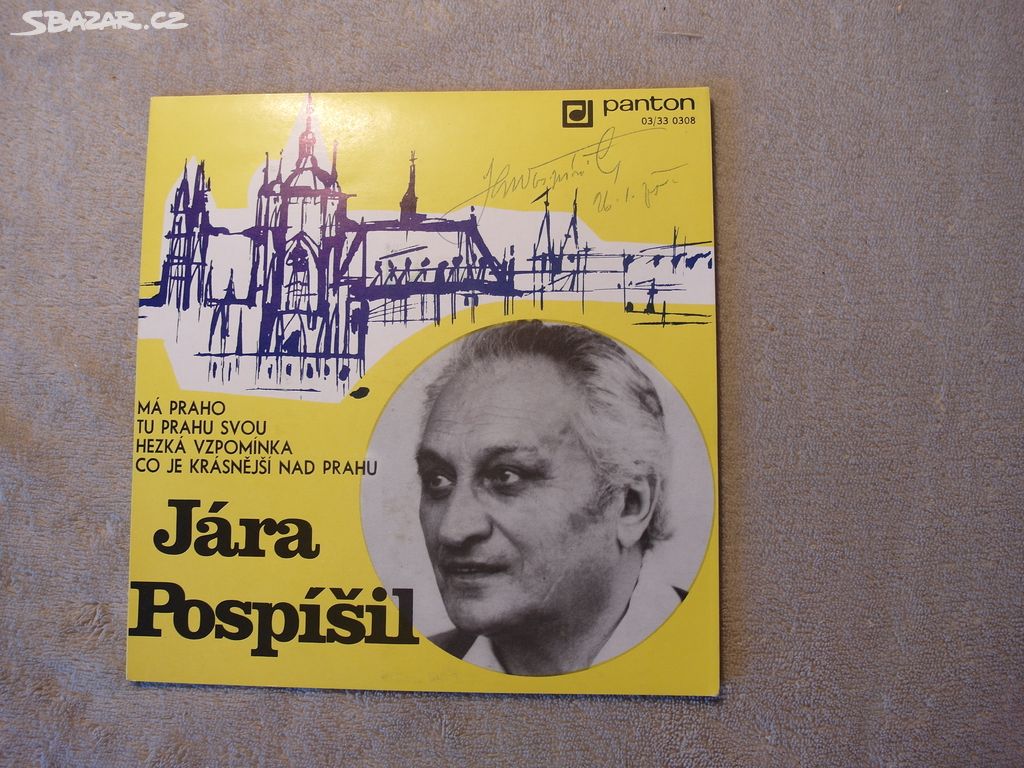 SBAZAR.CZ
panton
03/33 0308
MÁ PRAHO
TU PRAHU SVOU
HEZKÁ VZPOMÍNKA
CO JE KRÁSNĚJŠÍ NAD PRAHU
Jára
Pospíšil